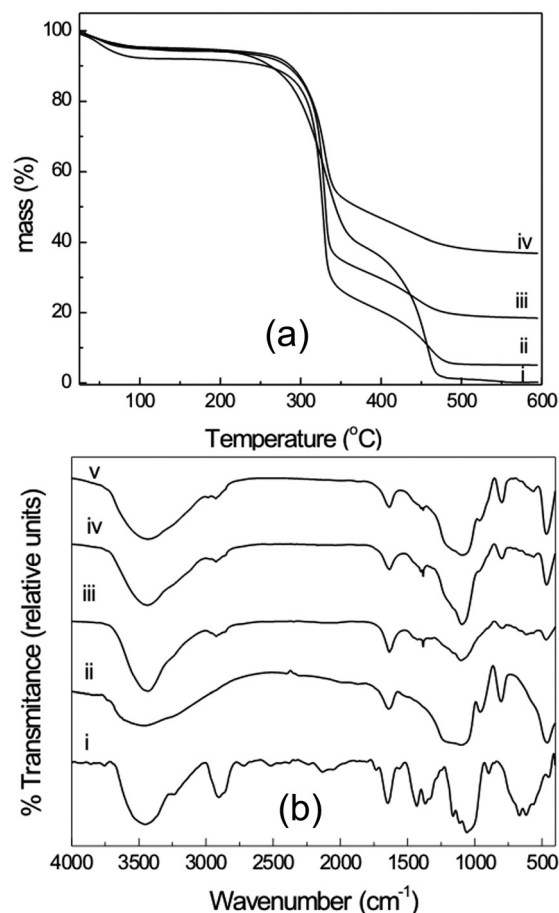 mass (%)
100
80
60
40
20
0
iv
iii
ii
i
(a)
100
200
300
400
500
600
Temperature (°C)
% Transmitance (relative units)
v
iv
iii
ii
i
(b)
4000
3500
3000
2500
2000
1500
1000
500
Wavenumber (cm⁻¹)